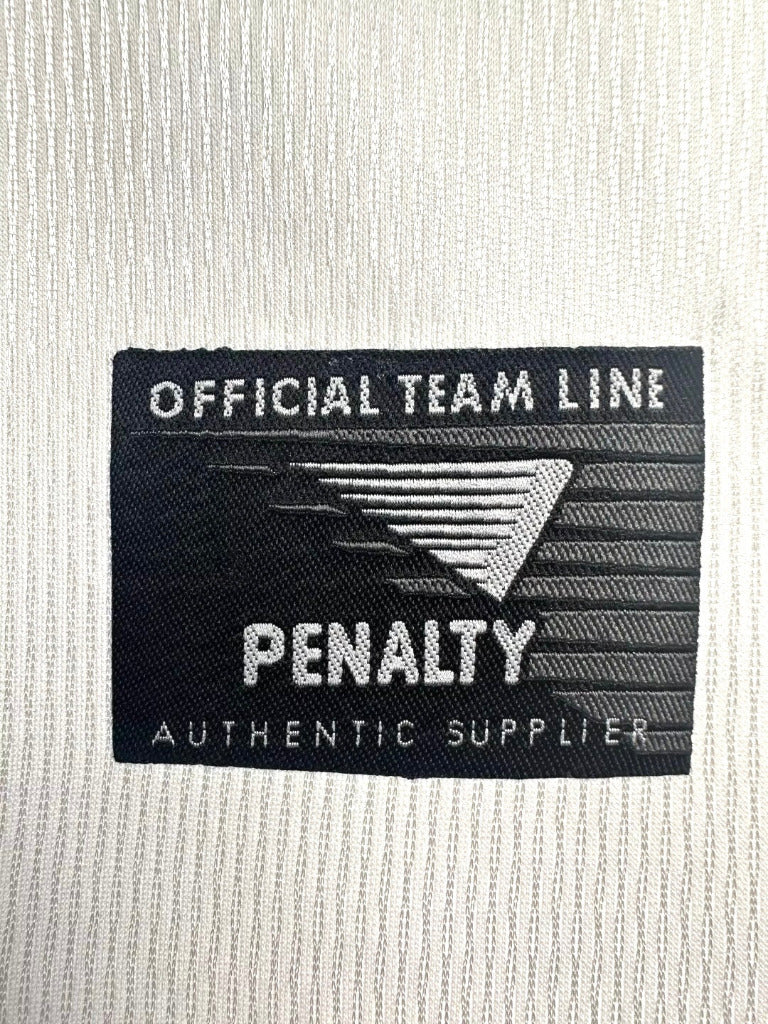 OFFICIAL TEAM LINE
PENALTY
AUTHENTIC SUPPLIER